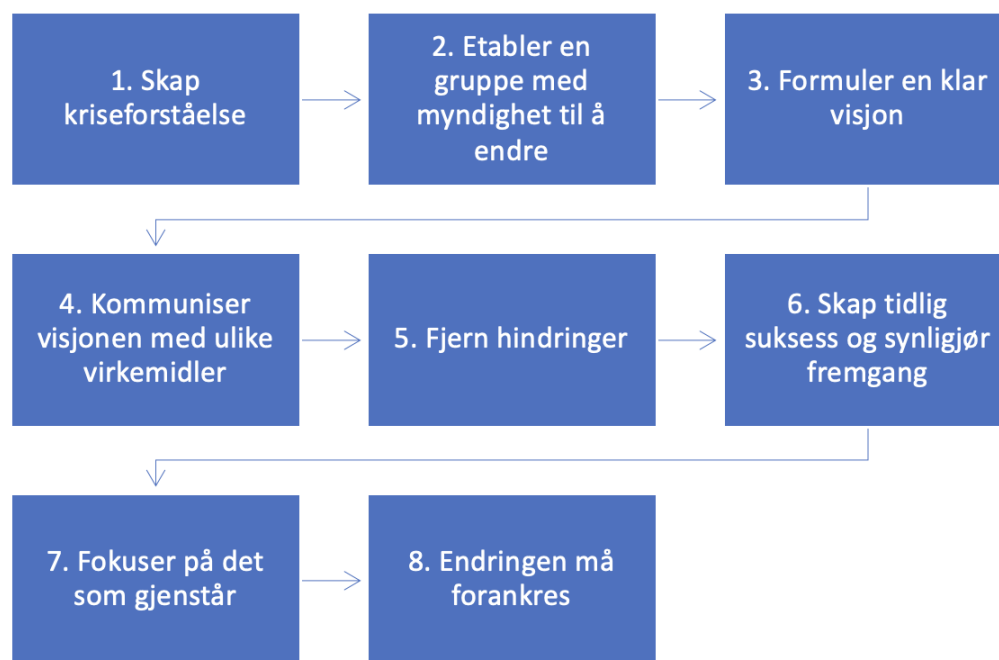 1. Skap
kriseforståelse
2. Etabler en
gruppe med
myndighet til å
endre
3. Formuler en klar
visjon
4. Kommuniser
visjonen med ulike
virkemidler
5. Fjern hindringer
6. Skap tidlig
suksess og synligjør
fremgang
7. Fokuser på det
som gjenstår
8. Endringen må
forankres